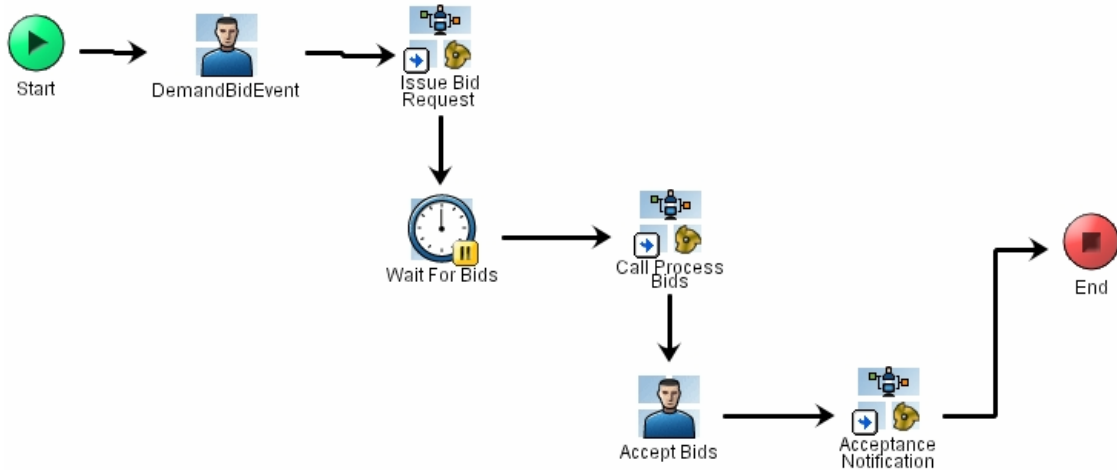 Start
DemandBidEvent
Issue Bid
Request
Wait For Bids
Call Process
Bids
End
Accept Bids
Acceptance
Notification